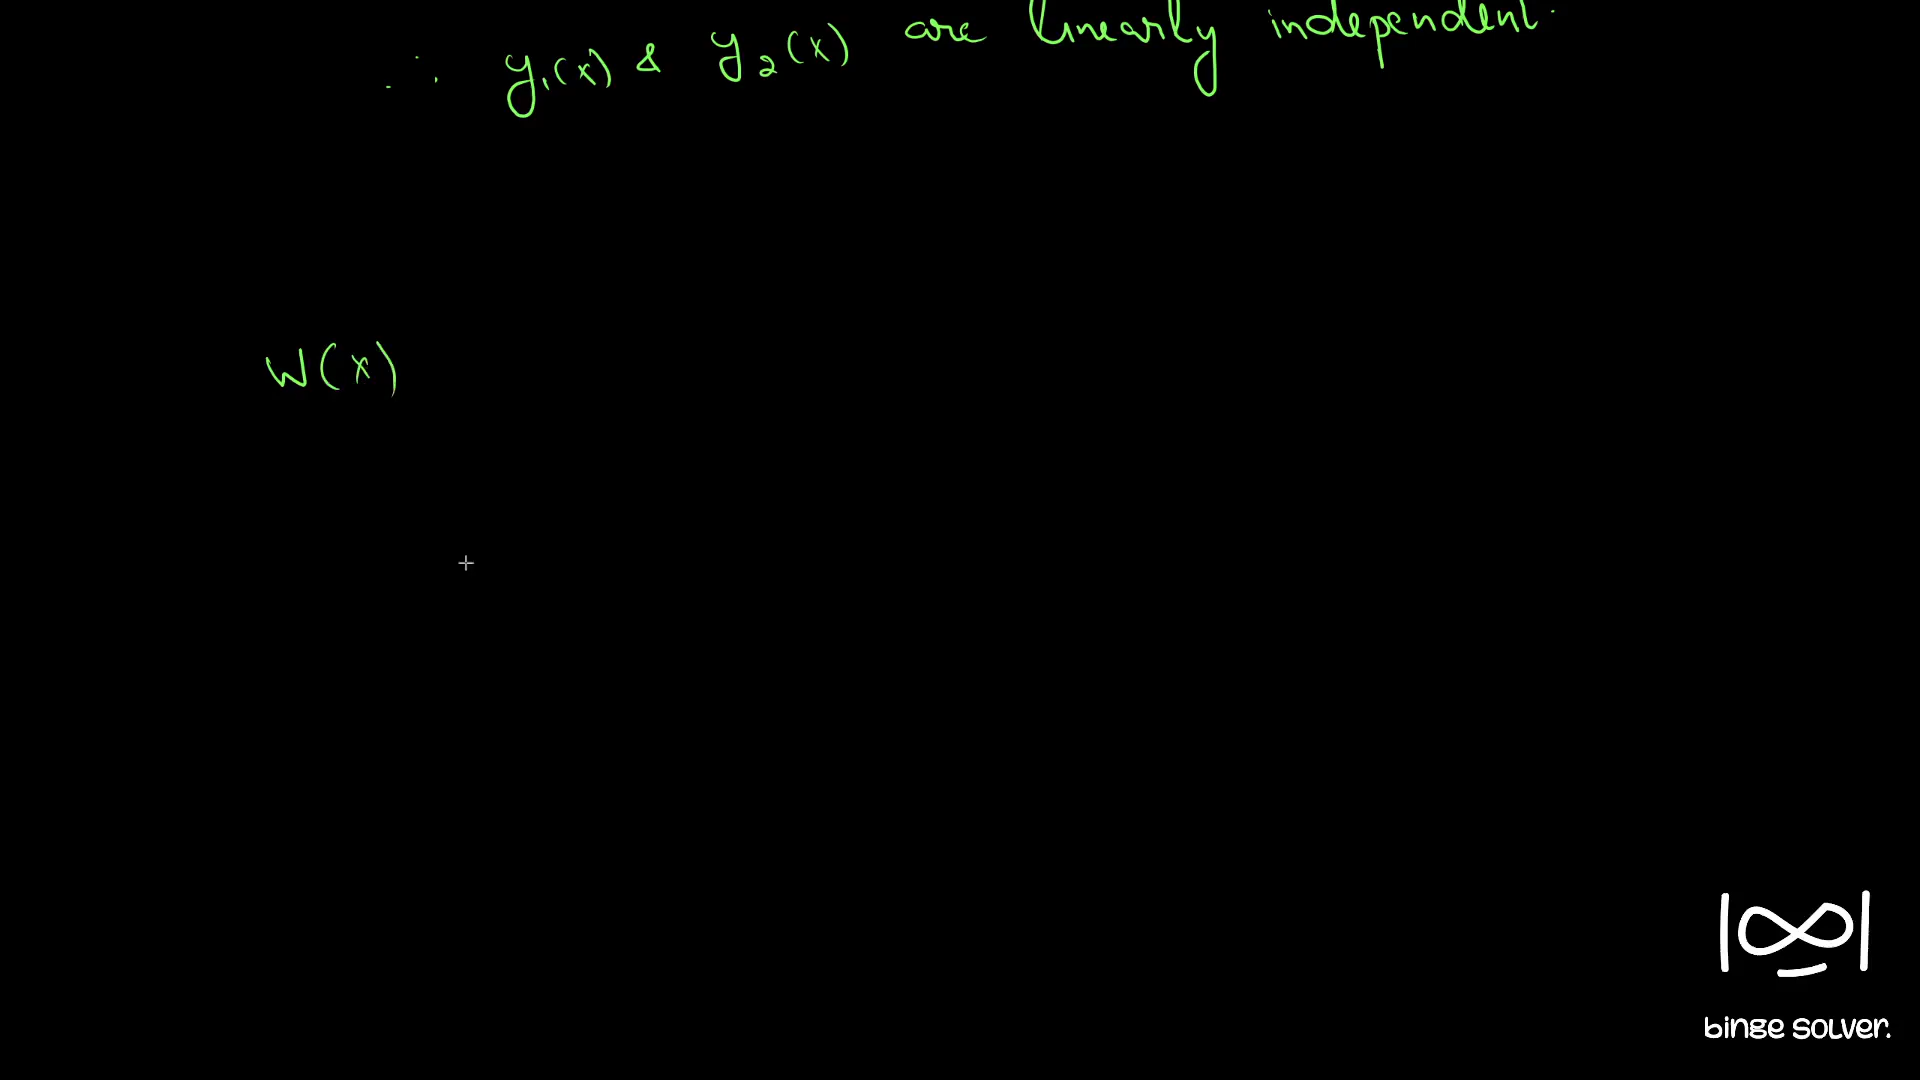 ∴ y₁(x) & y₂(x) are linearly independent.
W(x)
binge solver.